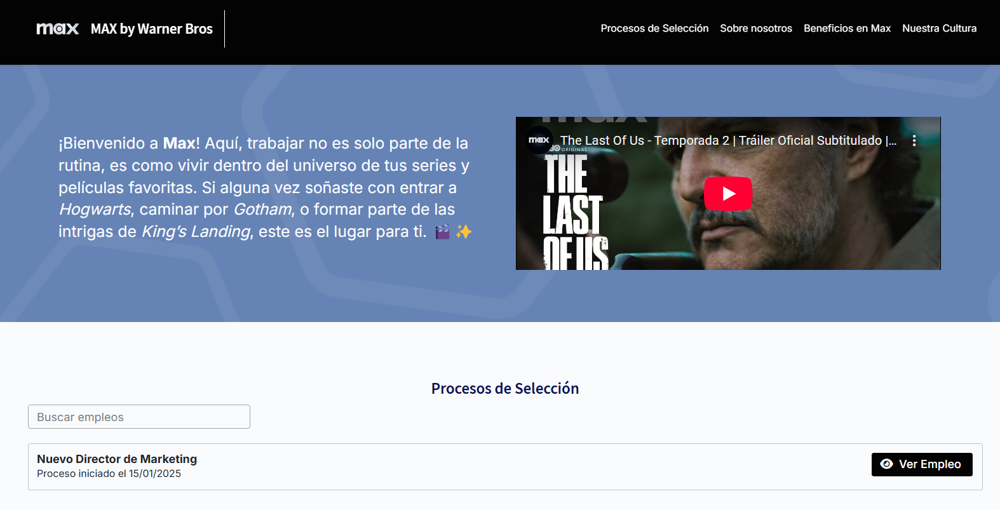 max MAX by Warner Bros
Procesos de Selección Sobre nosotros Beneficios en Max Nuestra Cultura
¡Bienvenido a Max! Aquí, trabajar no es solo parte de la
rutina, es como vivir dentro del universo de tus series y
películas favoritas. Si alguna vez soñaste con entrar a
Hogwarts, caminar por Gotham, o formar parte de las
intrigas de King's Landing, este es el lugar para ti. 🎬✨
max
max The Last Of Us - Temporada 2 | Tráiler Oficial Subtitulado |...
ORIGINAL
THE
LAST
OF US
Procesos de Selección
Buscar empleos
Nuevo Director de Marketing
Proceso iniciado el 15/01/2025
Ver Empleo